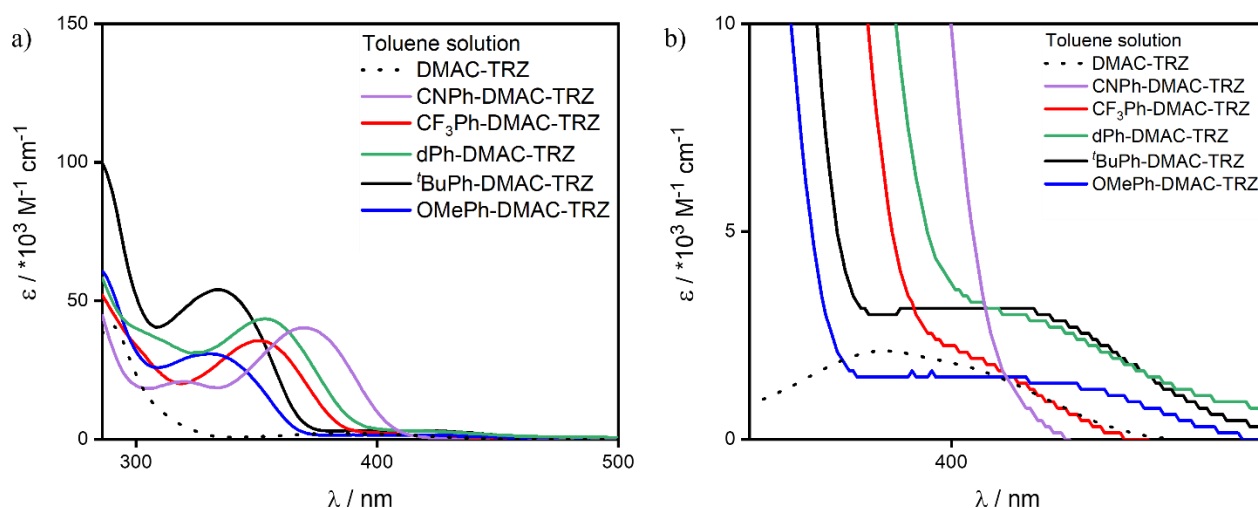 a)
150
100
50
0
300
400
500
ε / *10³ M⁻¹ cm⁻¹
λ / nm
Toluene solution
DMAC-TRZ
CNPh-DMAC-TRZ
CF₃Ph-DMAC-TRZ
dPh-DMAC-TRZ
ᵗBuPh-DMAC-TRZ
OMePh-DMAC-TRZ
b)
10
5
0
400
ε / *10³ M⁻¹ cm⁻¹
λ / nm
Toluene solution
DMAC-TRZ
CNPh-DMAC-TRZ
CF₃Ph-DMAC-TRZ
dPh-DMAC-TRZ
ᵗBuPh-DMAC-TRZ
OMePh-DMAC-TRZ